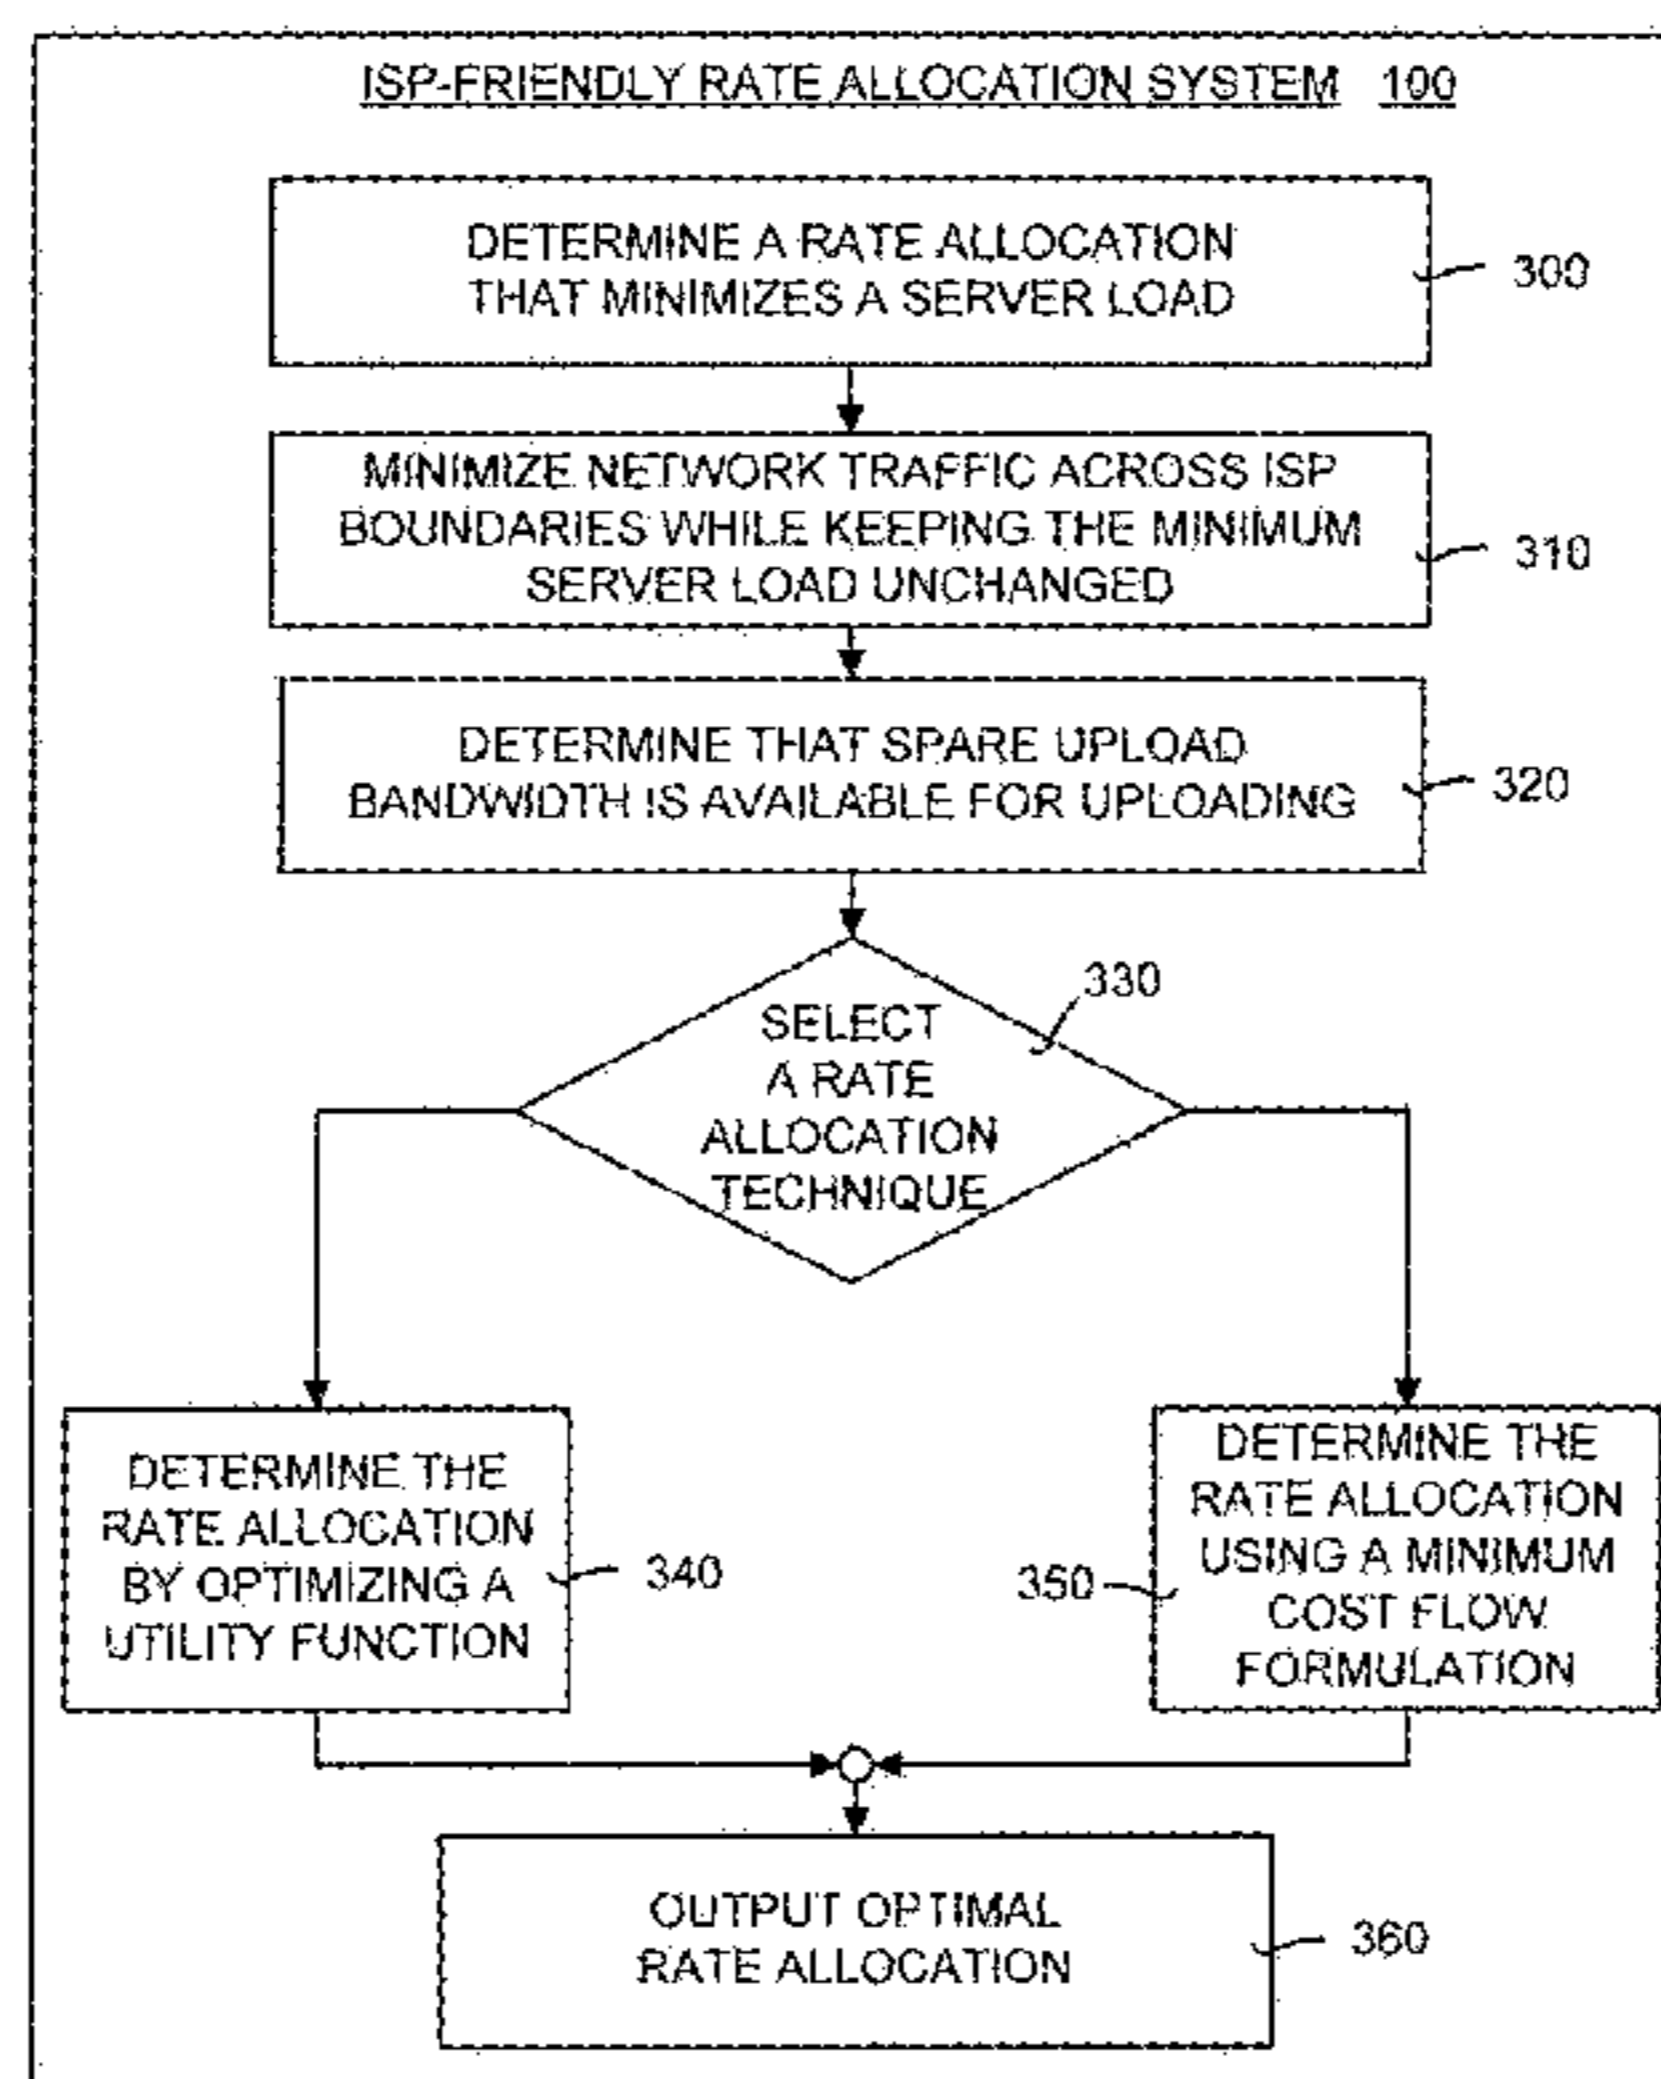 ISP-FRIENDLY RATE ALLOCATION SYSTEM 100
DETERMINE A RATE ALLOCATION
THAT MINIMIZES A SERVER LOAD
300
MINIMIZE NETWORK TRAFFIC ACROSS ISP
BOUNDARIES WHILE KEEPING THE MINIMUM
SERVER LOAD UNCHANGED
310
DETERMINE THAT SPARE UPLOAD
BANDWIDTH IS AVAILABLE FOR UPLOADING
320
330
SELECT
A RATE
ALLOCATION
TECHNIQUE
DETERMINE THE
RATE ALLOCATION
BY OPTIMIZING A
UTILITY FUNCTION
340
350
DETERMINE THE
RATE ALLOCATION
USING A MINIMUM
COST FLOW
FORMULATION
OUTPUT OPTIMAL
RATE ALLOCATION
360